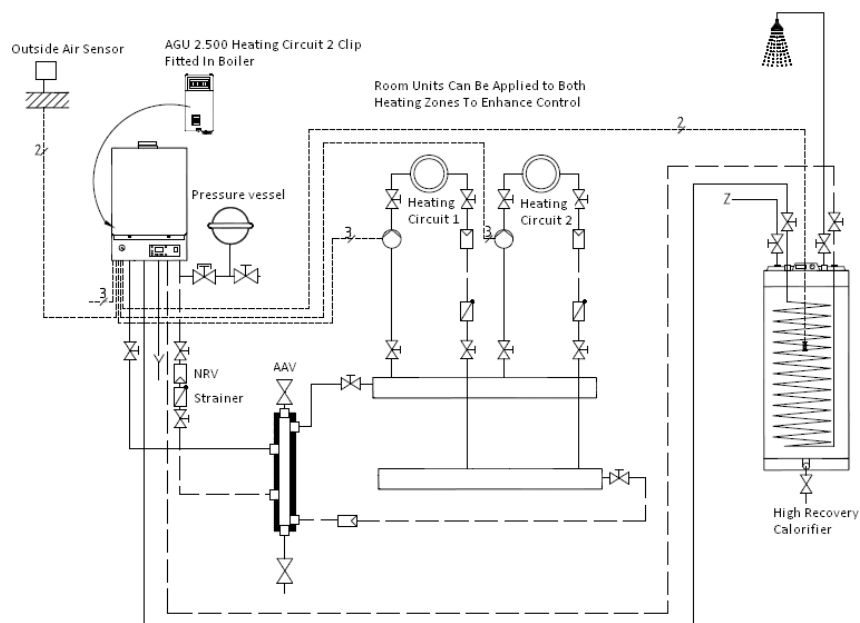 Outside Air Sensor
AGU 2.500 Heating Circuit 2 Clip
Fitted In Boiler
Room Units Can Be Applied to Both
Heating Zones To Enhance Control
2
2
Pressure vessel
Heating
Circuit 1
Heating
Circuit 2
Z
3
3
3
NRV
Strainer
AAV
High Recovery
Calorifier